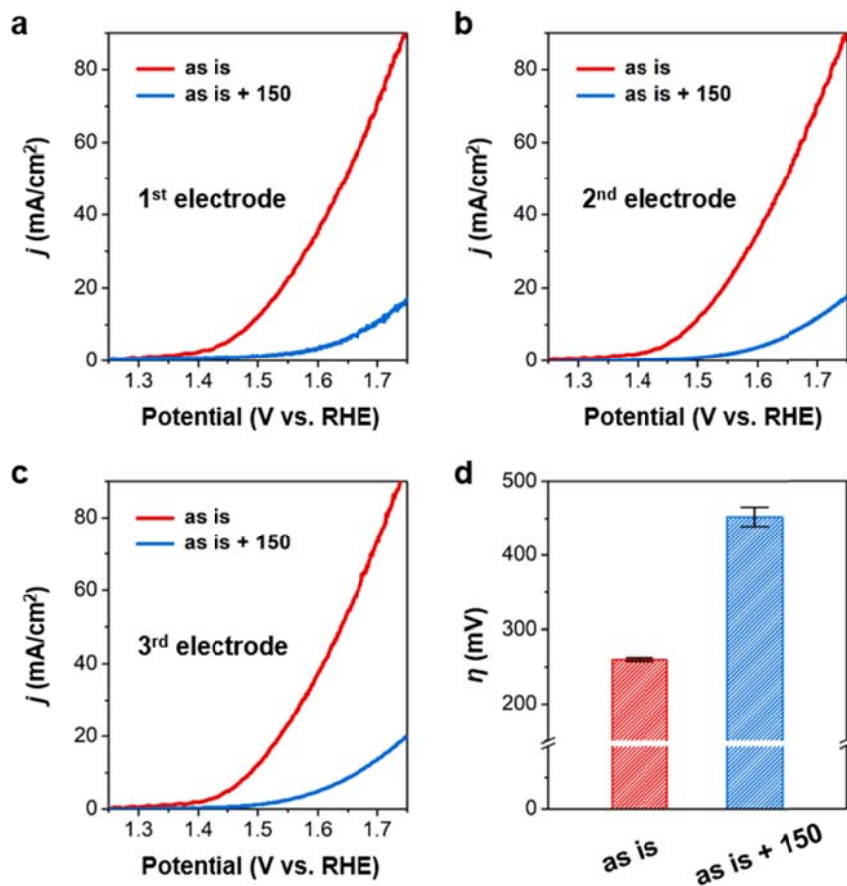 a
as is
as is + 150
1st electrode
j (mA/cm2)
80
60
40
20
0
1.3 1.4 1.5 1.6 1.7
Potential (V vs. RHE)
b
as is
as is + 150
2nd electrode
j (mA/cm2)
80
60
40
20
0
1.3 1.4 1.5 1.6 1.7
Potential (V vs. RHE)
c
as is
as is + 150
3rd electrode
j (mA/cm2)
80
60
40
20
0
1.3 1.4 1.5 1.6 1.7
Potential (V vs. RHE)
d
η (mV)
500
450
300
200
0
as is
as is + 150